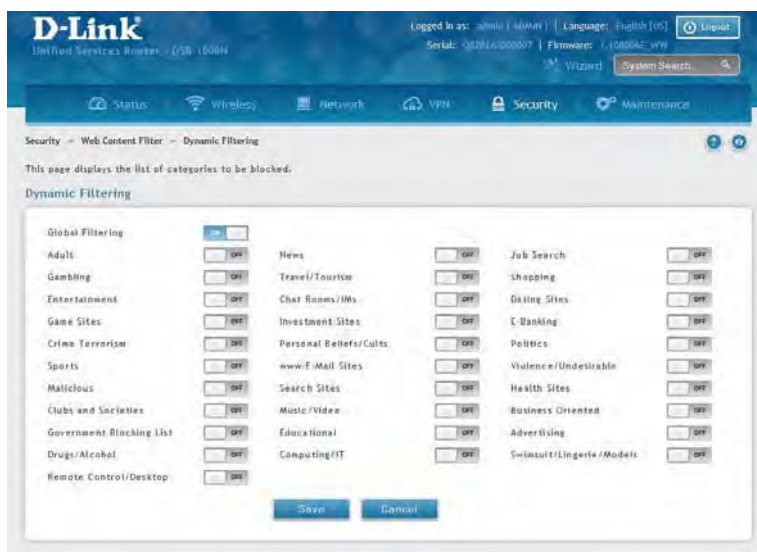 D-Link
Logged in as: admin ( ADMIN ) | Language: English [US]
Logout
Unified Services Router - DSR-1000N
Serial: | Firmware:
Wizard
System Search
Status
Wireless
Network
VPN
Security
Maintenance
Security
Web Content Filter
Dynamic Filtering
This page displays the list of categories to be blocked.
Dynamic Filtering
Global Filtering ON
Adult OFF News OFF Job Search OFF
Gambling OFF Travel/Tourism OFF Shopping OFF
Entertainment OFF Chat Rooms/IMs OFF Dating Sites OFF
Game Sites OFF Investment Sites OFF E-Banking OFF
Crime Terrorism OFF Personal Beliefs/Cults OFF Politics OFF
Sports OFF www-E-Mail Sites OFF Violence/Undesirable OFF
Malicious OFF Search Sites OFF Health Sites OFF
Clubs and Societies OFF Music/Video OFF Business Oriented OFF
Government Blocking List OFF Educational OFF Advertising OFF
Drugs/Alcohol OFF Computing/IT OFF Swimsuit/Lingerie/Models OFF
Remote Control/Desktop OFF
Save
Cancel